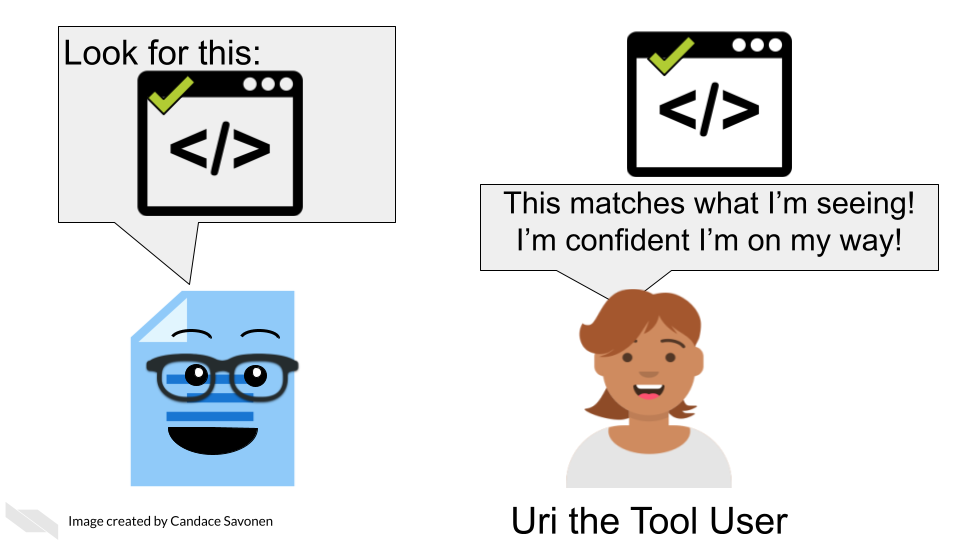 Look for this:
</>
</>
This matches what I’m seeing!
I’m confident I’m on my way!
Image created by Candace Savonen
Uri the Tool User